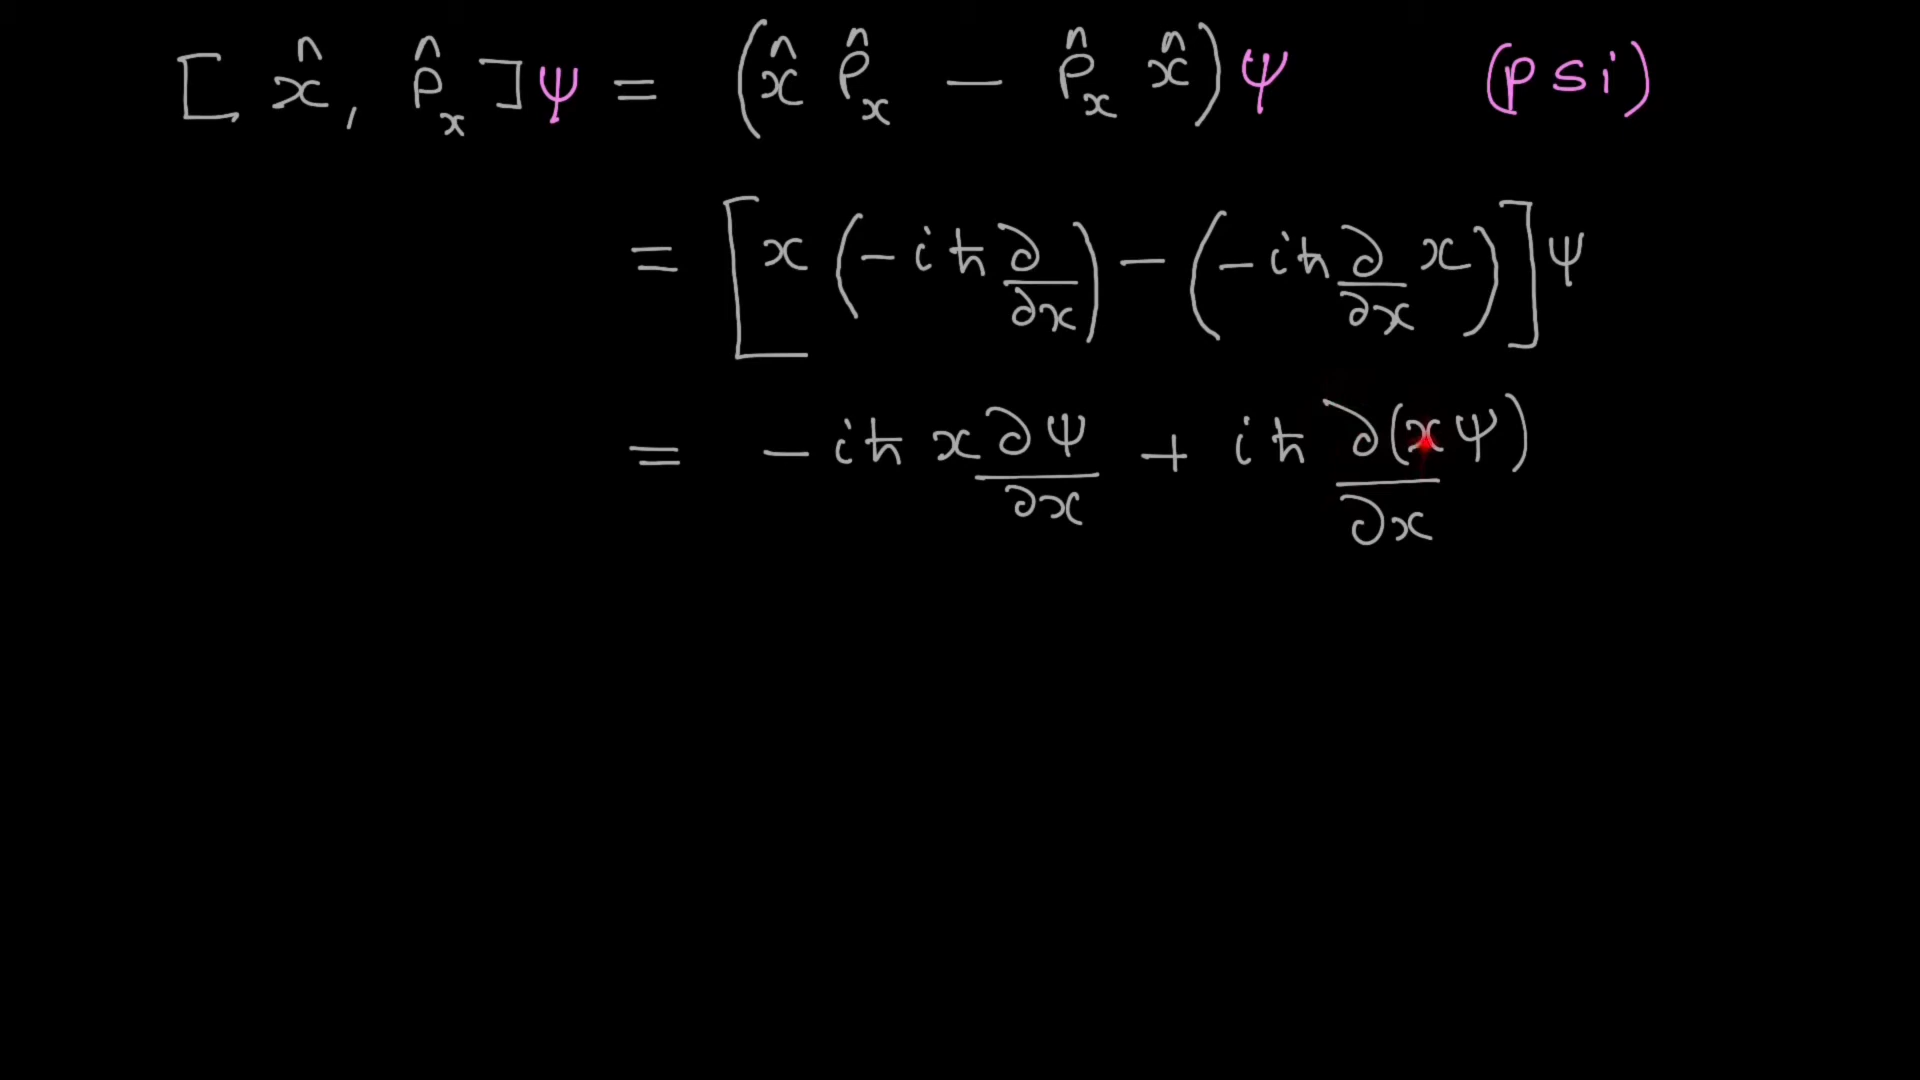 [x̂, p̂ₓ]ψ = (x̂ p̂ₓ − p̂ₓ x̂)ψ (psi)
= [x(−iħ ∂/∂x) − (−iħ ∂/∂x x)]ψ
= −iħ x ∂ψ/∂x + iħ ∂(xψ)/∂x